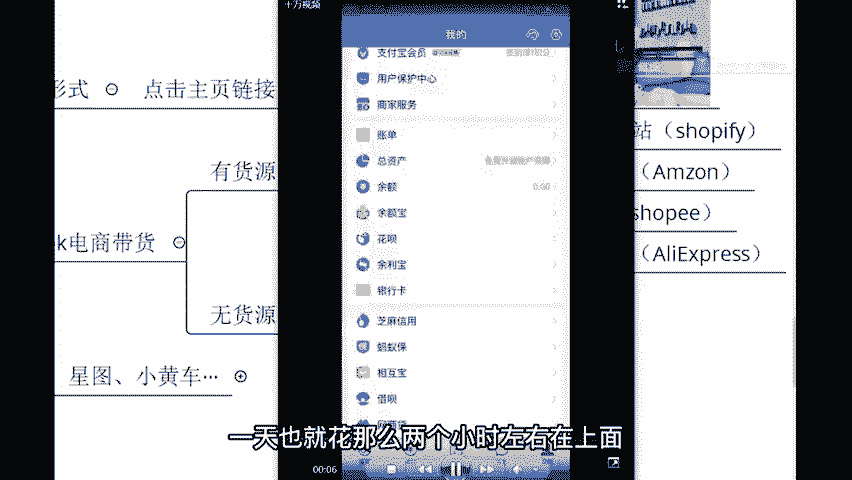 十万视频
我的
形式
点击主页链接
支付宝会员
用户保护中心
商家服务
账单
总资产
余额
0.00
余额宝
花呗
余利宝
银行卡
芝麻信用
蚂蚁保
相互宝
借呗
有货源
k电商带货
无货源
星图、小黄车…
站（shopify）
（Amzon）
shopee）
（AliExpress）
一天也就花那么两个小时左右在上面
00:06